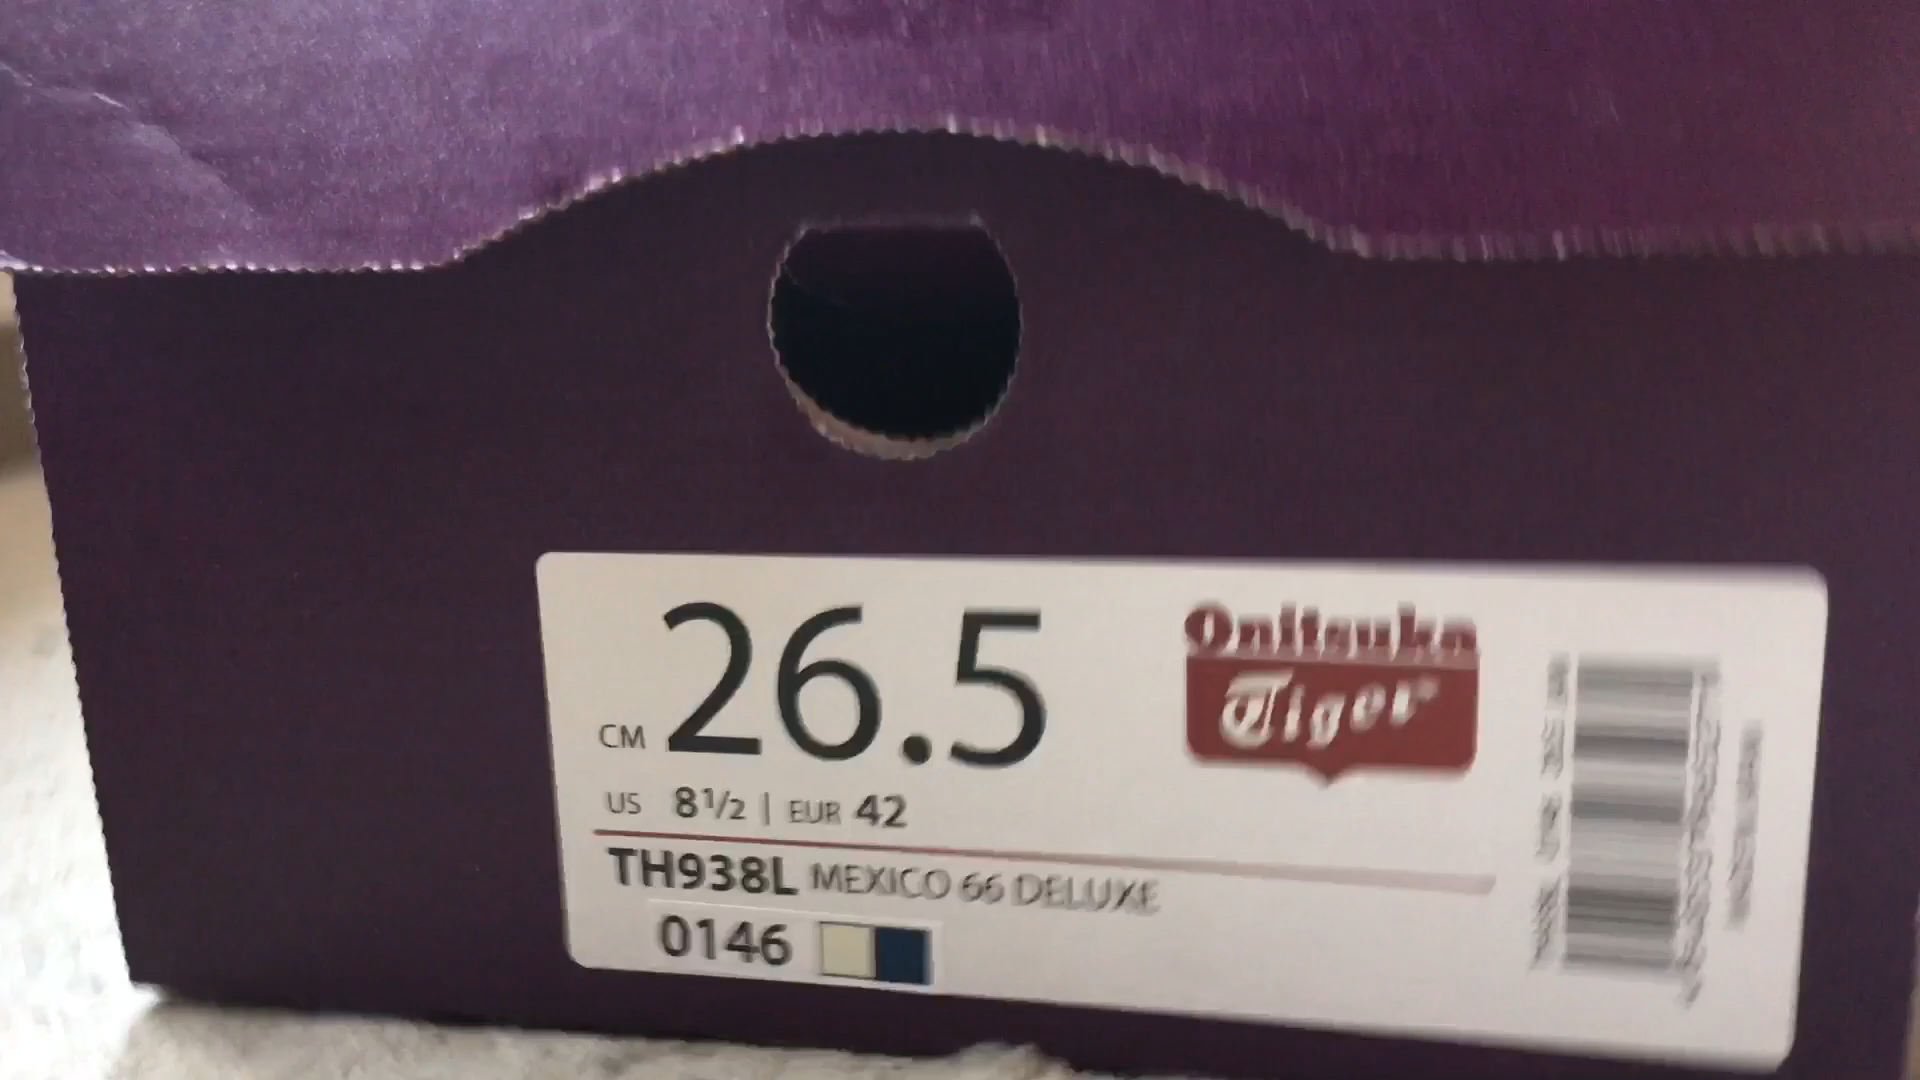 CM 26.5
US 8½ | EUR 42
TH938L MEXICO 66 DELUXE
0146
Onitsuka
Tiger